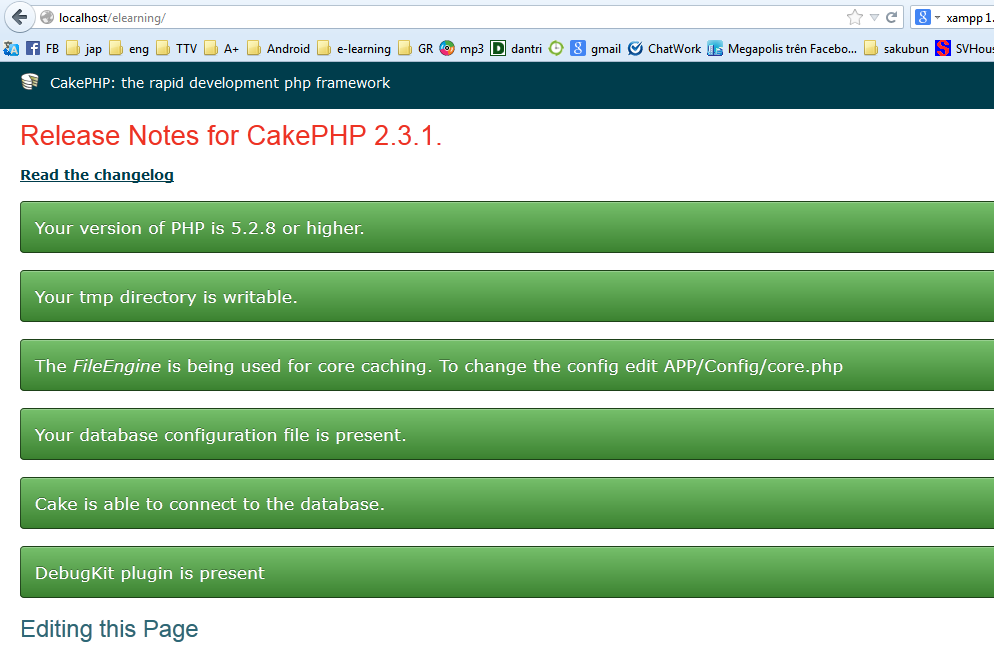 localhost/elearning/
xampp 1.
FB jap eng TTV A+ Android e-learning GR mp3 dantri gmail ChatWork Megapolis trên Facebo... sakubun SVHous
CakePHP: the rapid development php framework
Release Notes for CakePHP 2.3.1.
Read the changelog
Your version of PHP is 5.2.8 or higher.
Your tmp directory is writable.
The FileEngine is being used for core caching. To change the config edit APP/Config/core.php
Your database configuration file is present.
Cake is able to connect to the database.
DebugKit plugin is present
Editing this Page